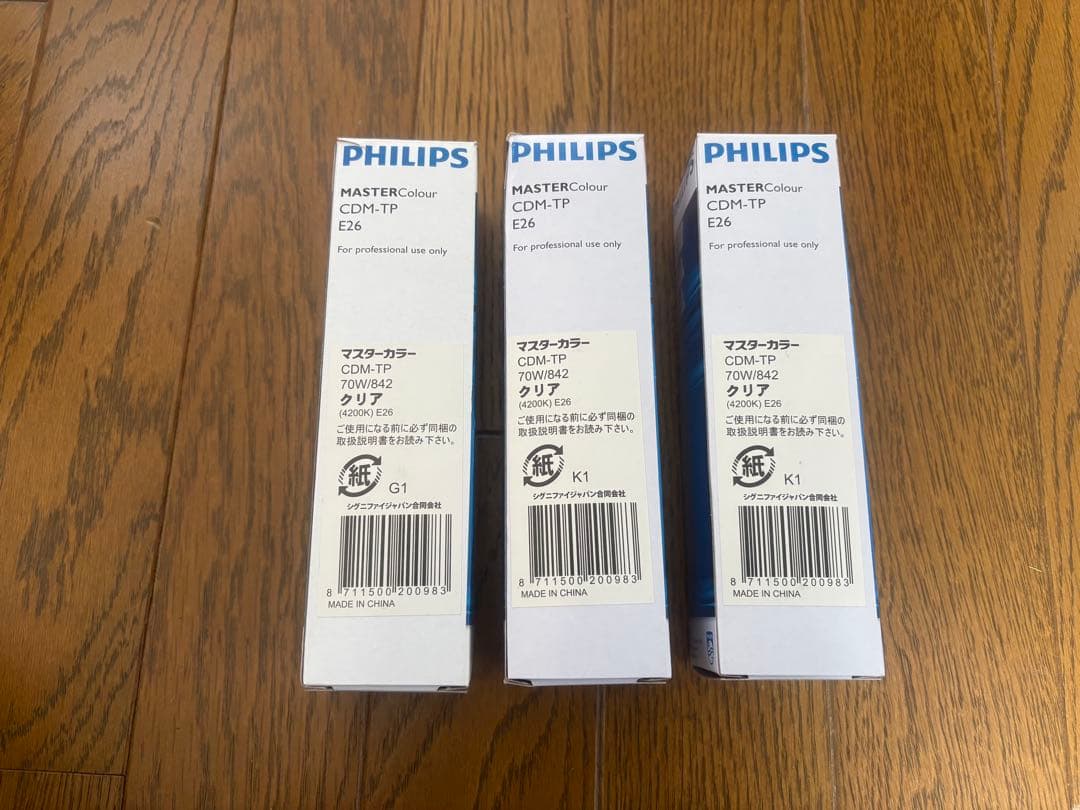 PHILIPS
MASTERColour
CDM-TP
E26
For professional use only
マスターカラー
CDM-TP
70W/842
クリア
(4200K) E26
ご使用になる前に必ず同梱の
取扱説明書をお読み下さい。
紙
G1
シグニファイジャパン合同会社
8 711500 200983
MADE IN CHINA
PHILIPS
MASTERColour
CDM-TP
E26
For professional use only
マスターカラー
CDM-TP
70W/842
クリア
(4200K) E26
ご使用になる前に必ず同梱の
取扱説明書をお読み下さい。
紙
K1
シグニファイジャパン合同会社
8 711500 200983
MADE IN CHINA
PHILIPS
MASTERColour
CDM-TP
E26
For professional use only
マスターカラー
CDM-TP
70W/842
クリア
(4200K) E26
ご使用になる前に必ず同梱の
取扱説明書をお読み下さい。
紙
K1
シグニファイジャパン合同会社
8 711500 200983
MADE IN CHINA